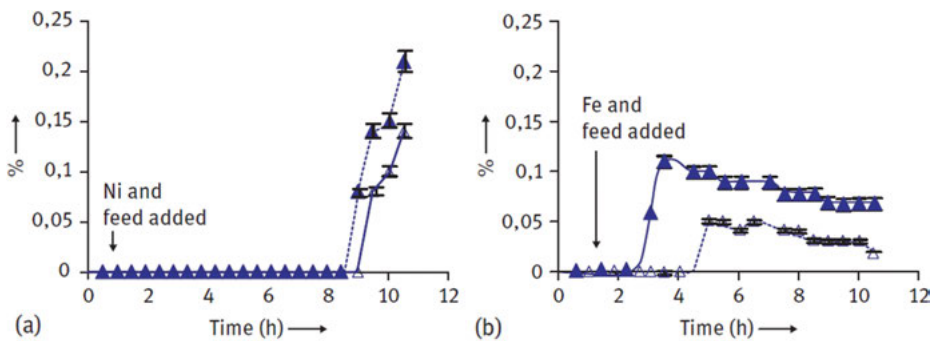 0,25
0,2
0,15
0,1
0,05
0
%
Ni and
feed added
0 2 4 6 8 10 12
Time (h)
(a)
0,25
0,2
0,15
0,1
0,05
0
%
Fe and
feed added
0 2 4 6 8 10 12
Time (h)
(b)